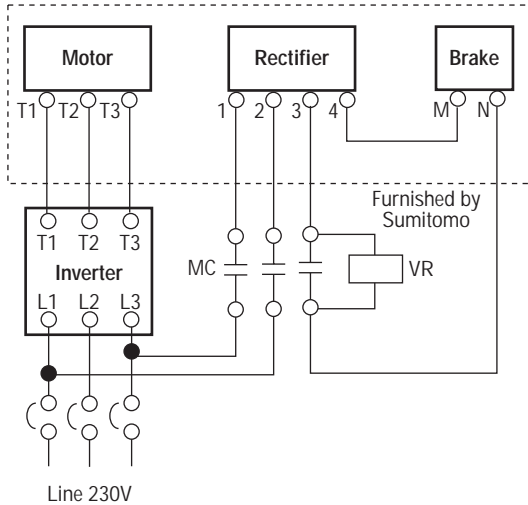 Motor
Rectifier
Brake
T1 T2 T3
1 2 3 4
M N
Furnished by
Sumitomo
T1 T2 T3
Inverter
MC
VR
L1 L2 L3
Line 230V